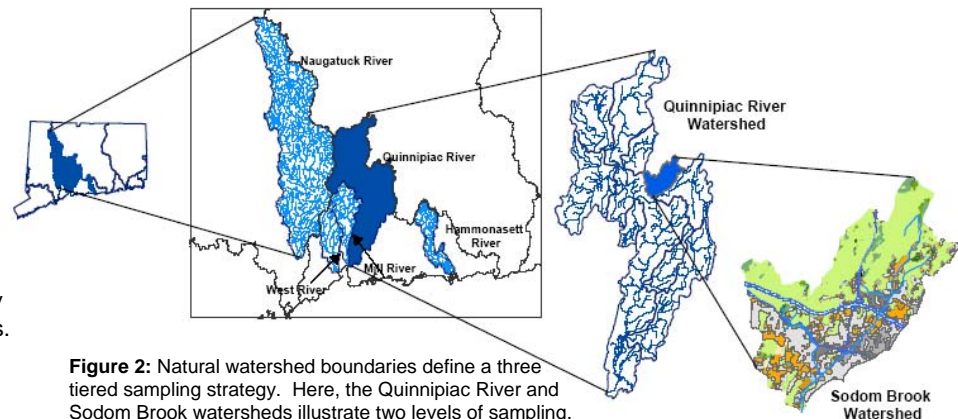 Naugatuck River
Quinnipiac River
Hammonasett
River
Mill River
West River
Quinnipiac River
Watershed
Sodom Brook
Watershed
y
s.
Figure 2: Natural watershed boundaries define a three
tiered sampling strategy. Here, the Quinnipiac River and
Sodom Brook watersheds illustrate two levels of sampling.